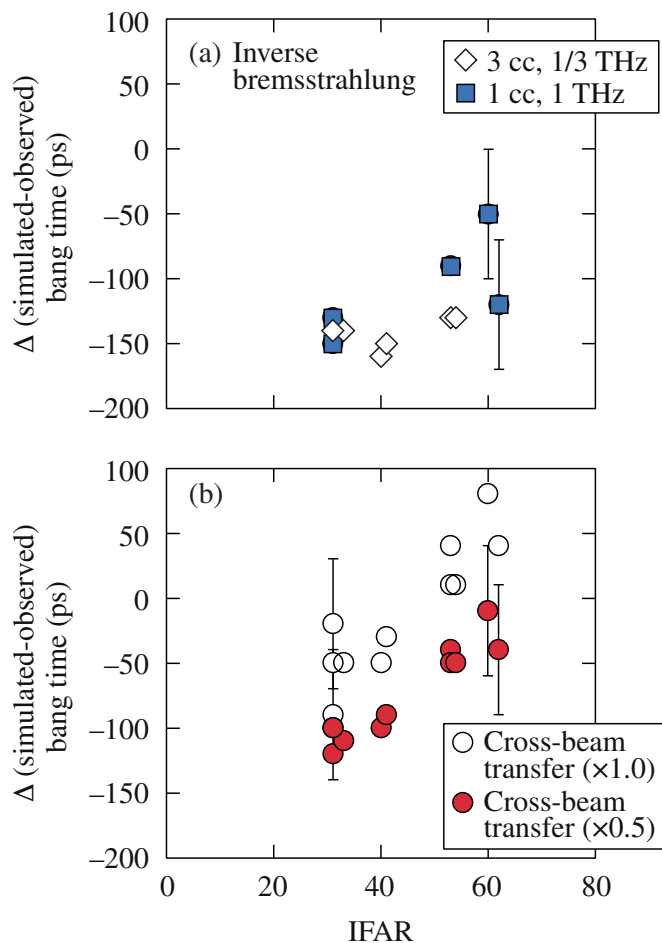 (a) Inverse
bremsstrahlung
3 cc, 1/3 THz
1 cc, 1 THz
Δ (simulated-observed)
bang time (ps)
100
50
0
−50
−100
−150
−200
(b)
Cross-beam
transfer (×1.0)
Cross-beam
transfer (×0.5)
Δ (simulated-observed)
bang time (ps)
100
50
0
−50
−100
−150
−200
0 20 40 60 80
IFAR